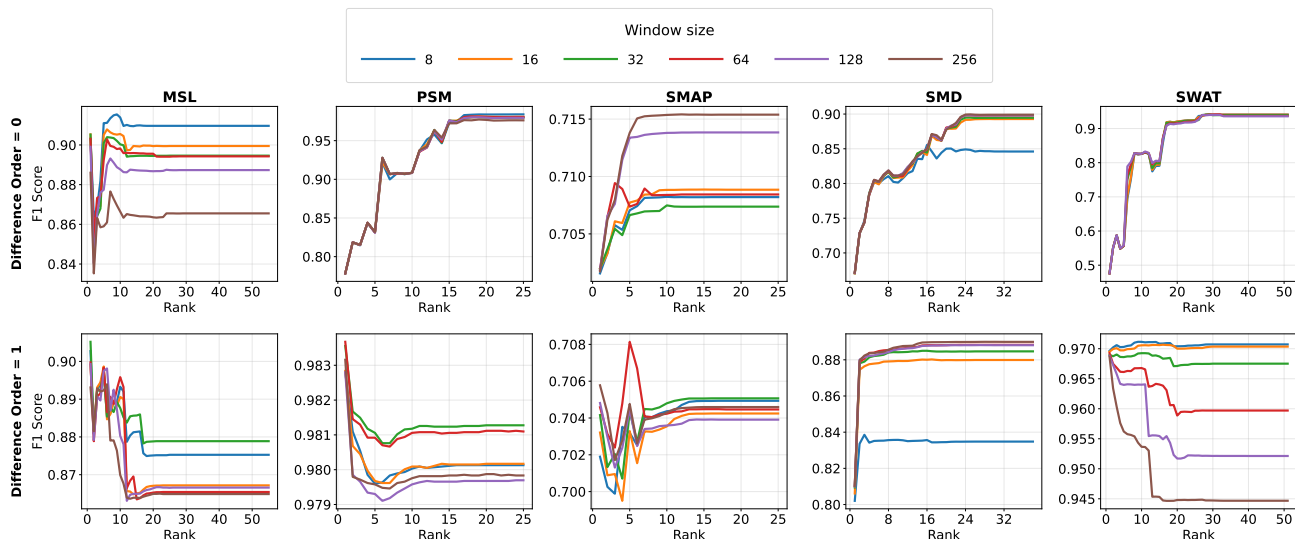 Window size
8 16 32 64 128 256
MSL PSM SMAP SMD SWAT
Difference Order = 0
F1 Score
0.90
0.88
0.86
0.84
0 10 20 30 40 50
Rank
0.95
0.90
0.85
0.80
0 5 10 15 20 25
Rank
0.715
0.710
0.705
0 5 10 15 20 25
Rank
0.90
0.85
0.80
0.75
0.70
0 8 16 24 32
Rank
0.9
0.8
0.7
0.6
0.5
0 10 20 30 40 50
Rank
Difference Order = 1
F1 Score
0.90
0.89
0.88
0.87
0 10 20 30 40 50
Rank
0.983
0.982
0.981
0.980
0.979
0 5 10 15 20 25
Rank
0.708
0.706
0.704
0.702
0.700
0 5 10 15 20 25
Rank
0.88
0.86
0.84
0.82
0.80
0 8 16 24 32
Rank
0.970
0.965
0.960
0.955
0.950
0.945
0 10 20 30 40 50
Rank